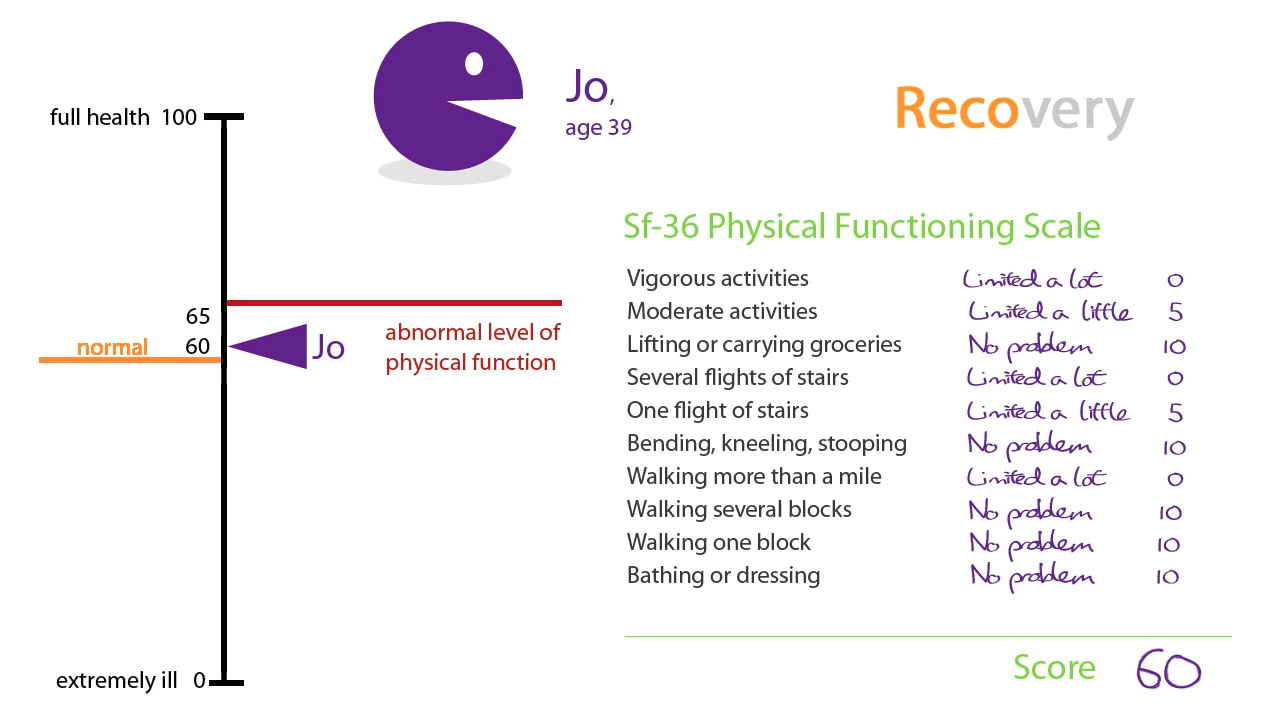 Jo,
age 39
Recovery
full health 100
65
normal
60
Jo
abnormal level of
physical function
extremely ill 0
Sf-36 Physical Functioning Scale
Vigorous activities Limited a lot 0
Moderate activities Limited a little 5
Lifting or carrying groceries No problem 10
Several flights of stairs Limited a lot 0
One flight of stairs Limited a little 5
Bending, kneeling, stooping No problem 10
Walking more than a mile Limited a lot 0
Walking several blocks No problem 10
Walking one block No problem 10
Bathing or dressing No problem 10
Score 60